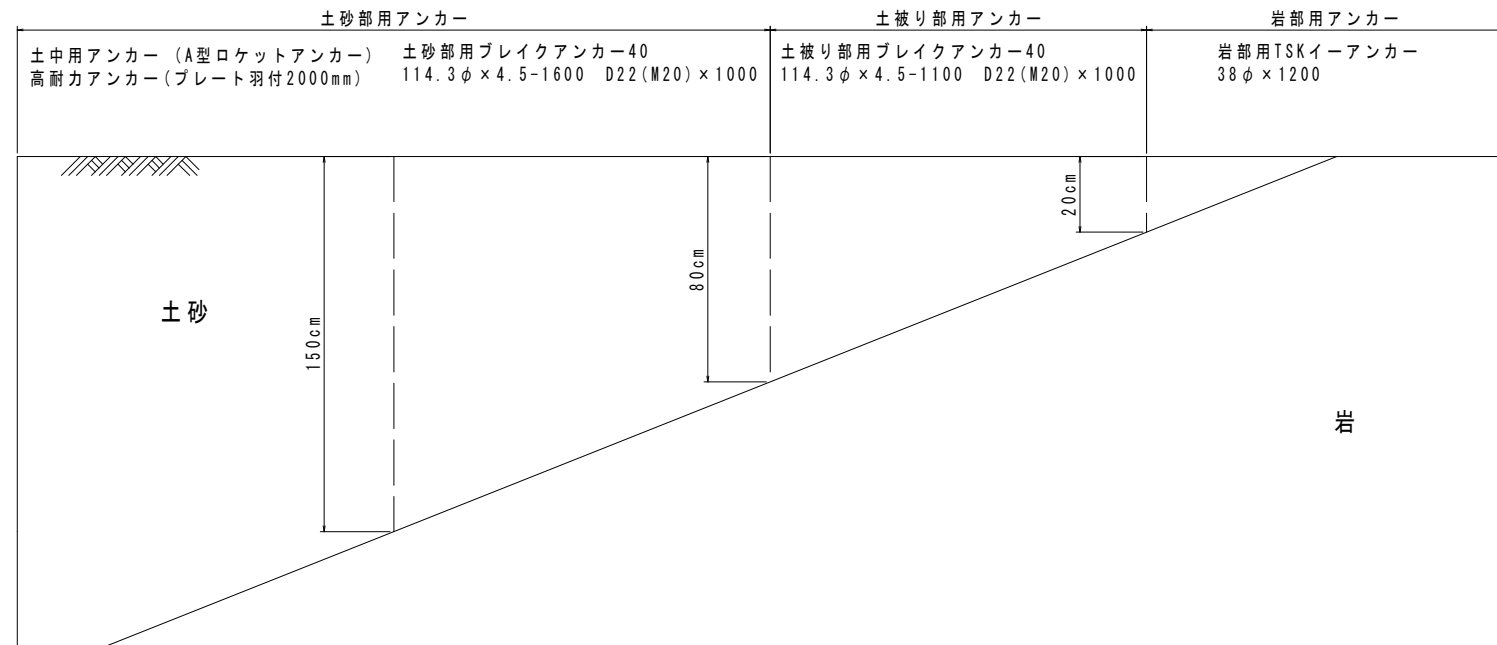 土砂部用アンカー
土被り部用アンカー
岩部用アンカー
土中用アンカー (A型ロケットアンカー)
高耐力アンカー(プレート羽付2000mm)
土砂部用ブレイクアンカー40
114.3φ×4.5-1600 D22(M20)×1000
土被り部用ブレイクアンカー40
114.3φ×4.5-1100 D22(M20)×1000
岩部用TSKイーアンカー
38φ×1200
20cm
80cm
150cm
土砂
岩